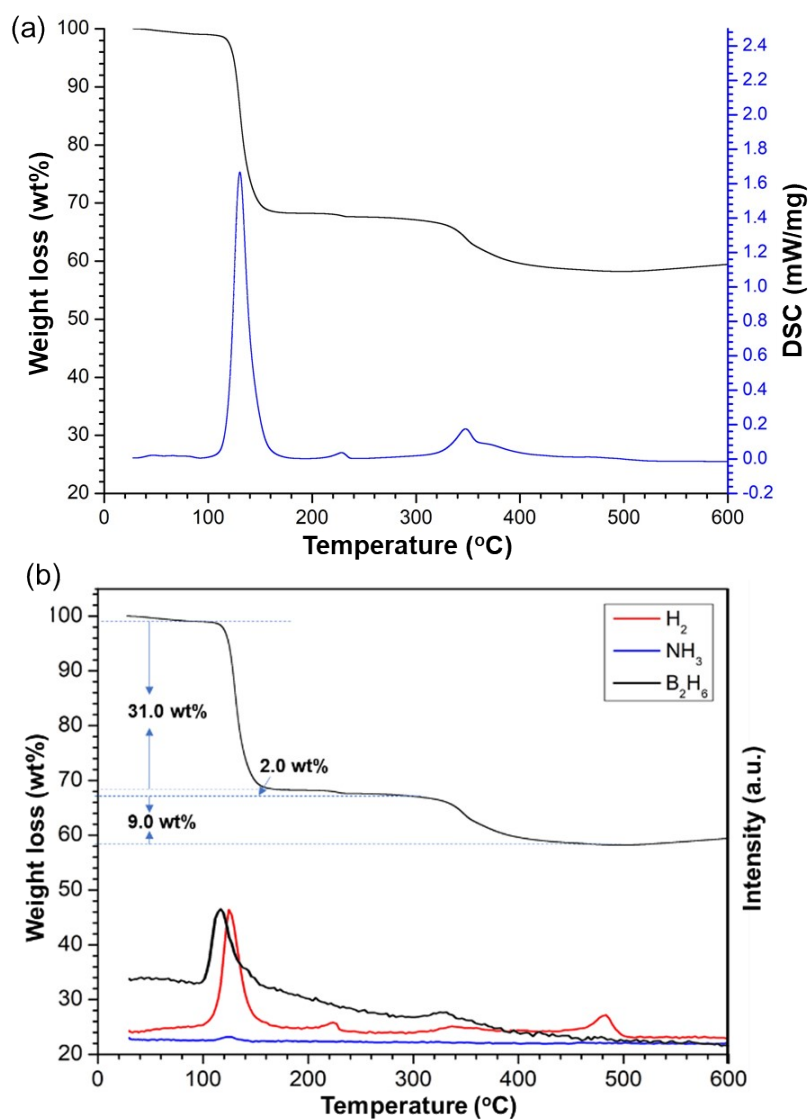 (a)
100
90
80
70
60
50
40
30
20
Weight loss (wt%)
2.4
2.2
2.0
1.8
1.6
1.4
1.2
1.0
0.8
0.6
0.4
0.2
0.0
-0.2
DSC (mW/mg)
0 100 200 300 400 500 600
Temperature (°C)
(b)
100
90
80
70
60
50
40
30
20
Weight loss (wt%)
31.0 wt%
2.0 wt%
9.0 wt%
H₂
NH₃
B₂H₆
Intensity (a.u.)
0 100 200 300 400 500 600
Temperature (°C)